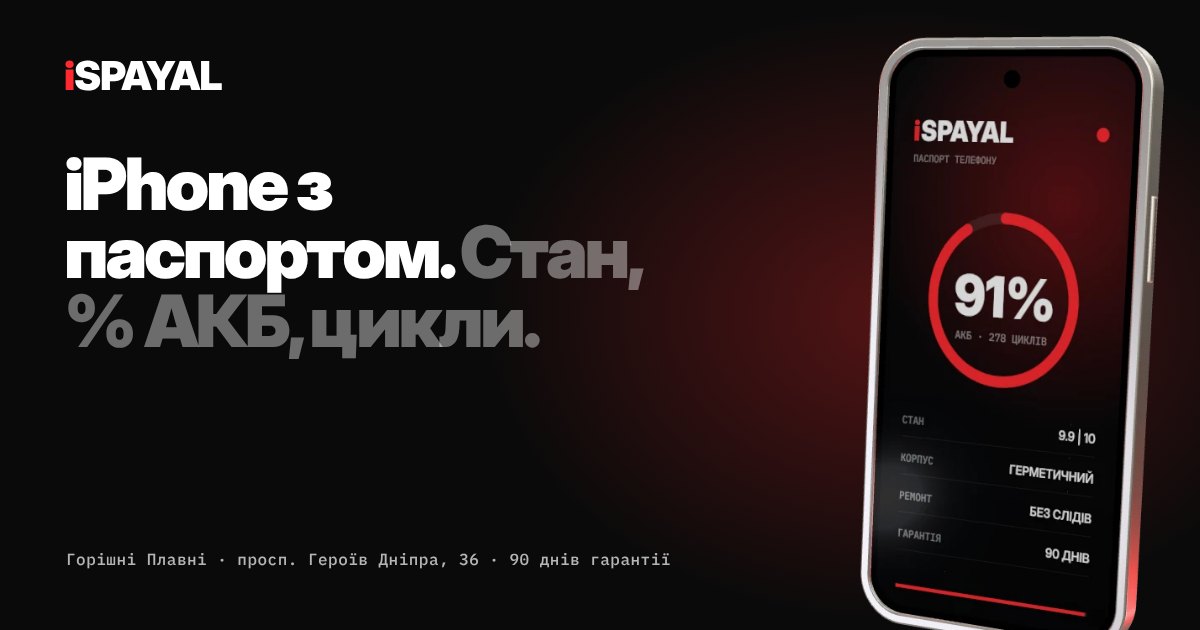 iSPAYAL
iPhone з
паспортом. Стан,
% АКБ, цикли.
Горішні Плавні · просп. Героїв Дніпра, 36 · 90 днів гарантії
iSPAYAL
ПАСПОРТ ТЕЛЕФОНУ
91%
АКБ · 278 ЦИКЛІВ
СТАН 9.9 | 10
КОРПУС ГЕРМЕТИЧНИЙ
РЕМОНТ БЕЗ СЛІДІВ
ГАРАНТІЯ 90 ДНІВ